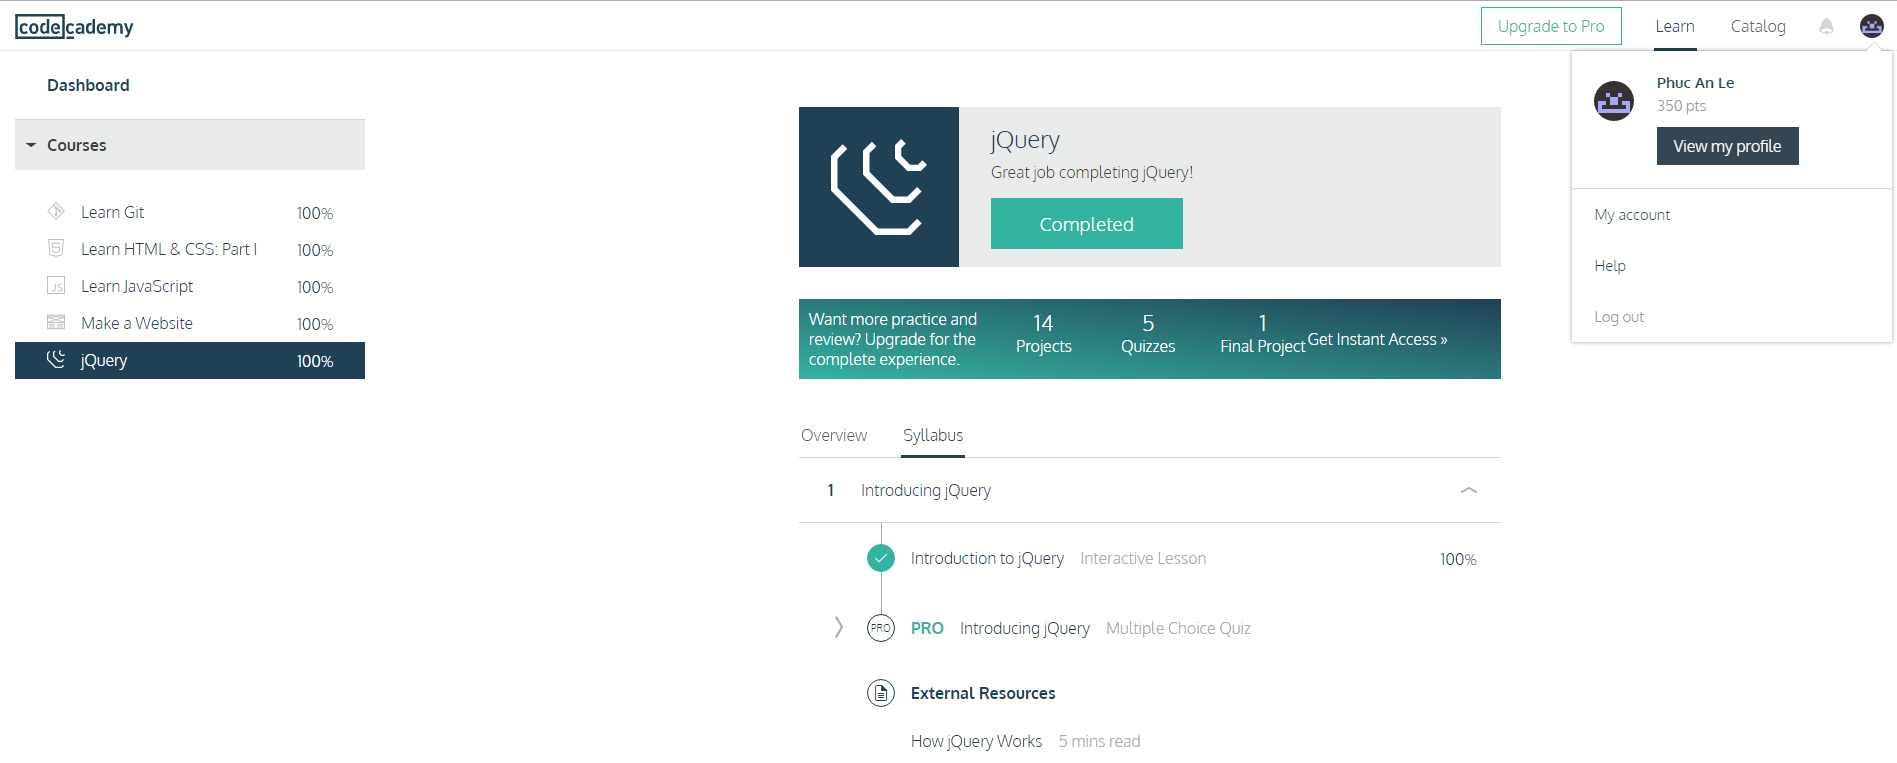 codecademy
Upgrade to Pro
Learn
Catalog
Phuc An Le
350 pts
View my profile
My account
Help
Log out
Dashboard
Courses
Learn Git 100%
Learn HTML & CSS: Part I 100%
JS
Learn JavaScript 100%
Make a Website 100%
jQuery 100%
jQuery
Great job completing jQuery!
Completed
Want more practice and
review? Upgrade for the
complete experience.
14
Projects
5
Quizzes
1
Final Project
Get Instant Access »
Overview
Syllabus
1 Introducing jQuery
Introduction to jQuery Interactive Lesson 100%
PRO PRO Introducing jQuery Multiple Choice Quiz
External Resources
How jQuery Works 5 mins read